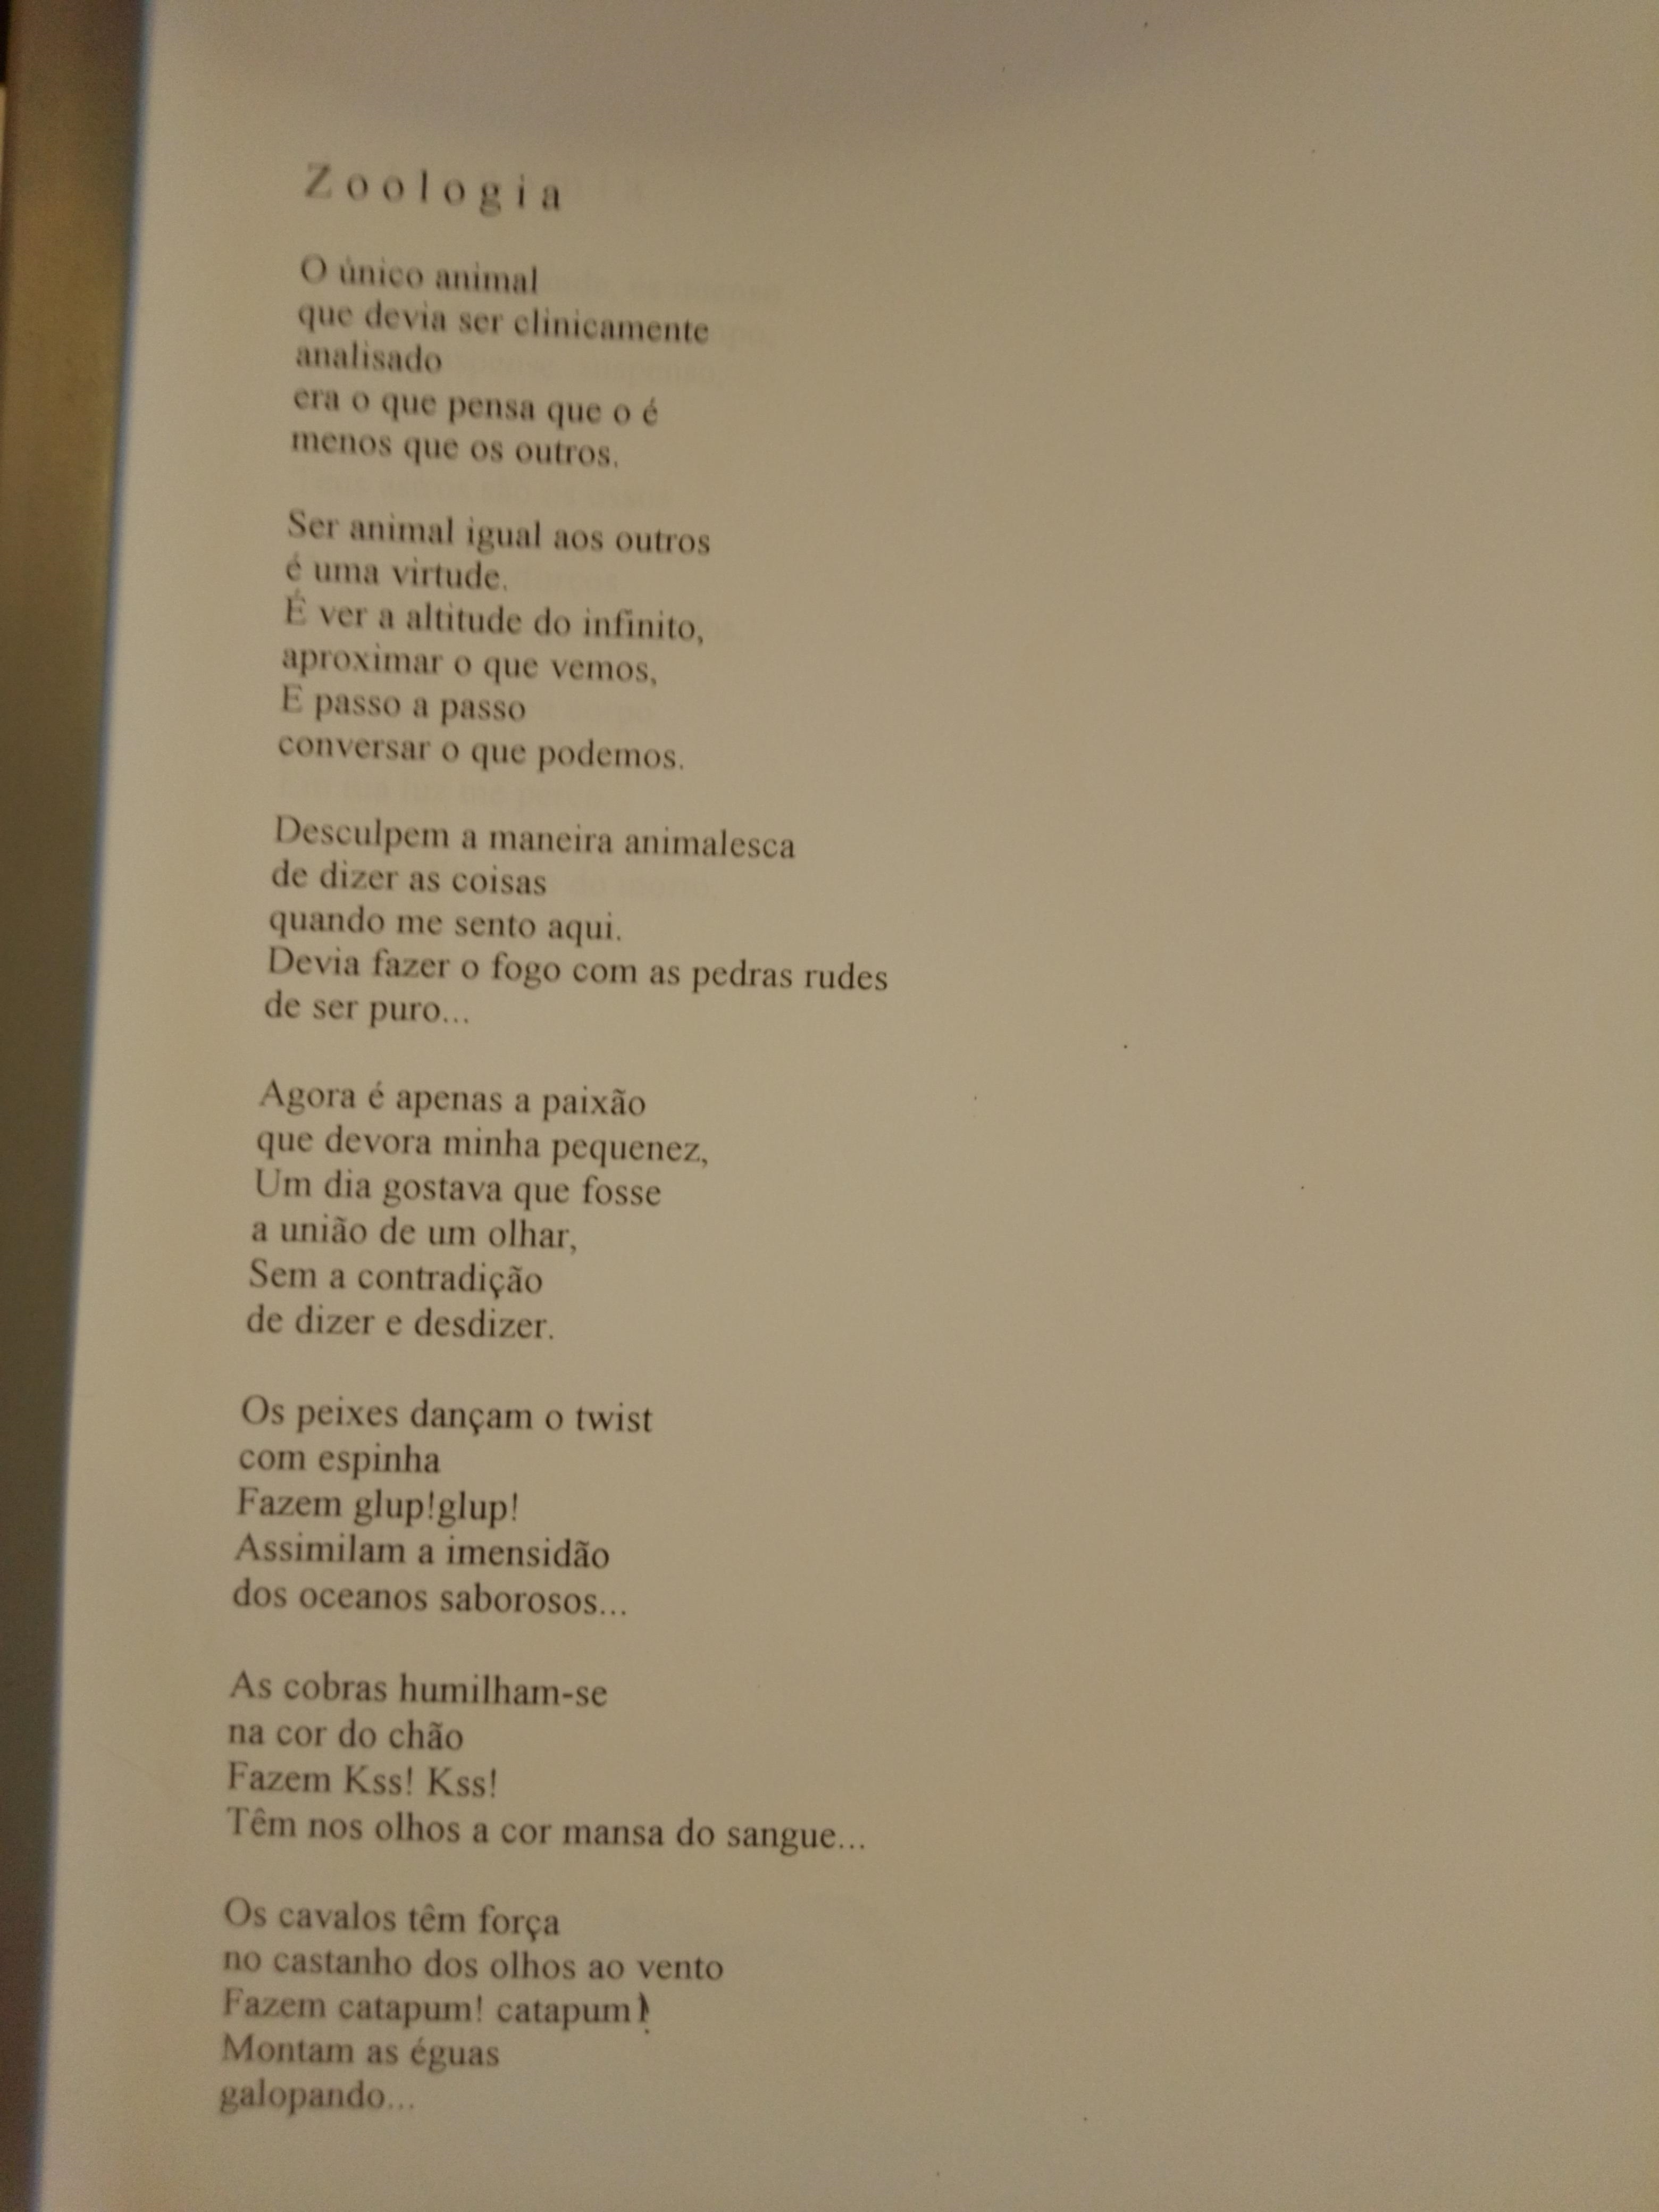 Zoologia
O único animal
que devia ser clinicamente
analisado
era o que pensa que o é
menos que os outros.
Ser animal igual aos outros
é uma virtude.
É ver a altitude do infinito,
aproximar o que vemos,
E passo a passo
conversar o que podemos.
Desculpem a maneira animalesca
de dizer as coisas
quando me sento aqui.
Devia fazer o fogo com as pedras rudes
de ser puro...
Agora é apenas a paixão
que devora minha pequenez,
Um dia gostava que fosse
a união de um olhar,
Sem a contradição
de dizer e desdizer.
Os peixes dançam o twist
com espinha
Fazem glup!glup!
Assimilam a imensidão
dos oceanos saborosos...
As cobras humilham-se
na cor do chão
Fazem Kss! Kss!
Têm nos olhos a cor mansa do sangue...
Os cavalos têm força
no castanho dos olhos ao vento
Fazem catapum! catapum!
Montam as éguas
galopando...